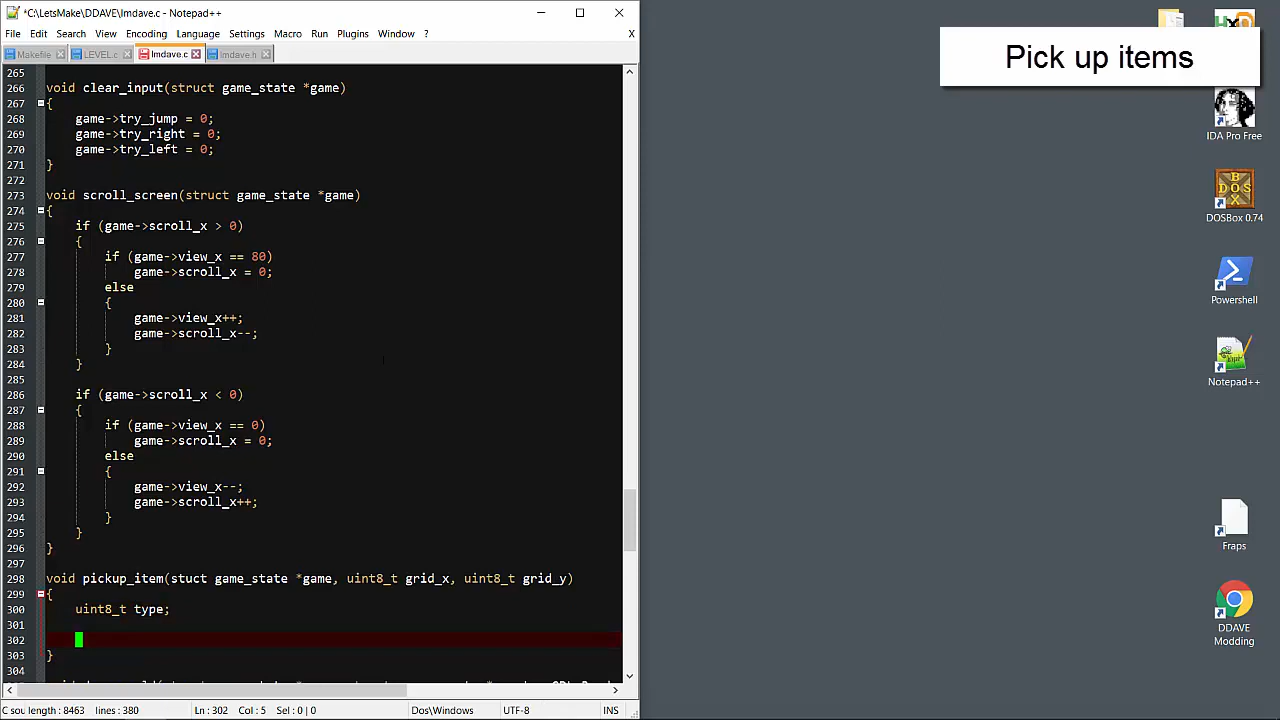 *C:\LetsMake\DDAVE\lmdave.c - Notepad++
File Edit Search View Encoding Language Settings Macro Run Plugins Window ? X
Makefile LEVEL.c lmdave.c lmdave.h
265
266 void clear_input(struct game_state *game)
267 {
268 game->try_jump = 0;
269 game->try_right = 0;
270 game->try_left = 0;
271 }
272
273 void scroll_screen(struct game_state *game)
274 {
275 if (game->scroll_x > 0)
276 {
277 if (game->view_x == 80)
278 game->scroll_x = 0;
279 else
280 {
281 game->view_x++;
282 game->scroll_x--;
283 }
284 }
285
286 if (game->scroll_x < 0)
287 {
288 if (game->view_x == 0)
289 game->scroll_x = 0;
290 else
291 {
292 game->view_x--;
293 game->scroll_x++;
294 }
295 }
296 }
297
298 void pickup_item(stuct game_state *game, uint8_t grid_x, uint8_t grid_y)
299 {
300 uint8_t type;
301
302
303 }
304
C sou length : 8463 lines : 380 Ln : 302 Col : 5 Sel : 0 | 0 Dos\Windows UTF-8 INS
Pick up items
IDA Pro Free
DOSBox 0.74
Powershell
Notepad++
Fraps
DDAVE
Modding